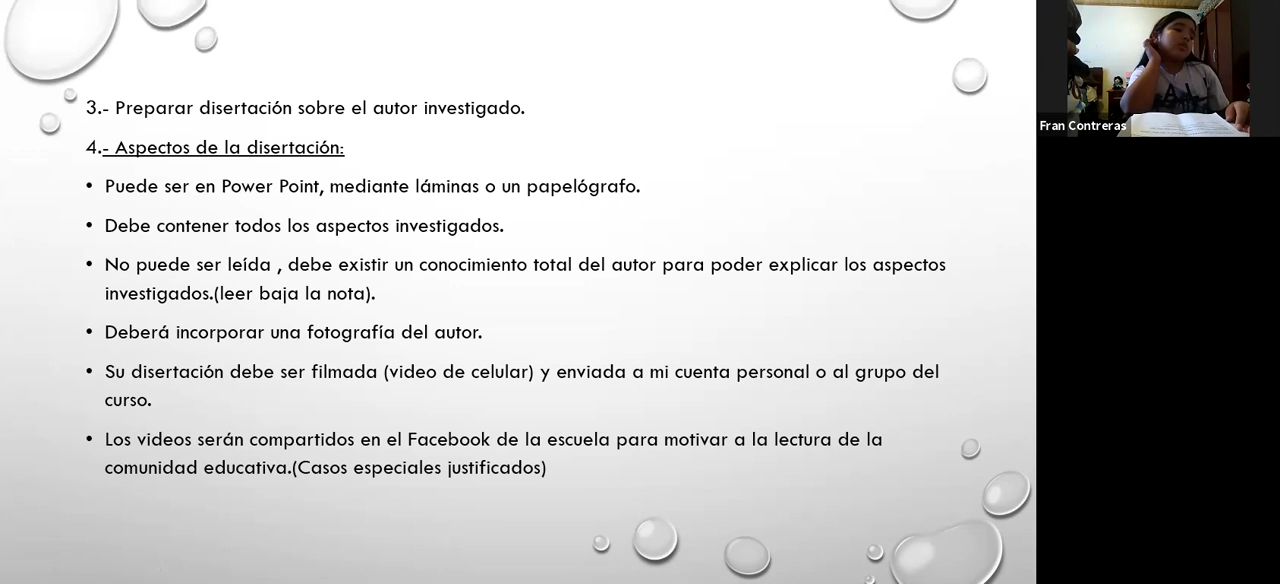 3.- Preparar disertación sobre el autor investigado.
4.- Aspectos de la disertación:
• Puede ser en Power Point, mediante láminas o un papelógrafo.
• Debe contener todos los aspectos investigados.
• No puede ser leída , debe existir un conocimiento total del autor para poder explicar los aspectos
investigados.(leer baja la nota).
• Deberá incorporar una fotografía del autor.
• Su disertación debe ser filmada (video de celular) y enviada a mi cuenta personal o al grupo del
curso.
• Los videos serán compartidos en el Facebook de la escuela para motivar a la lectura de la
comunidad educativa.(Casos especiales justificados)
Fran Contreras